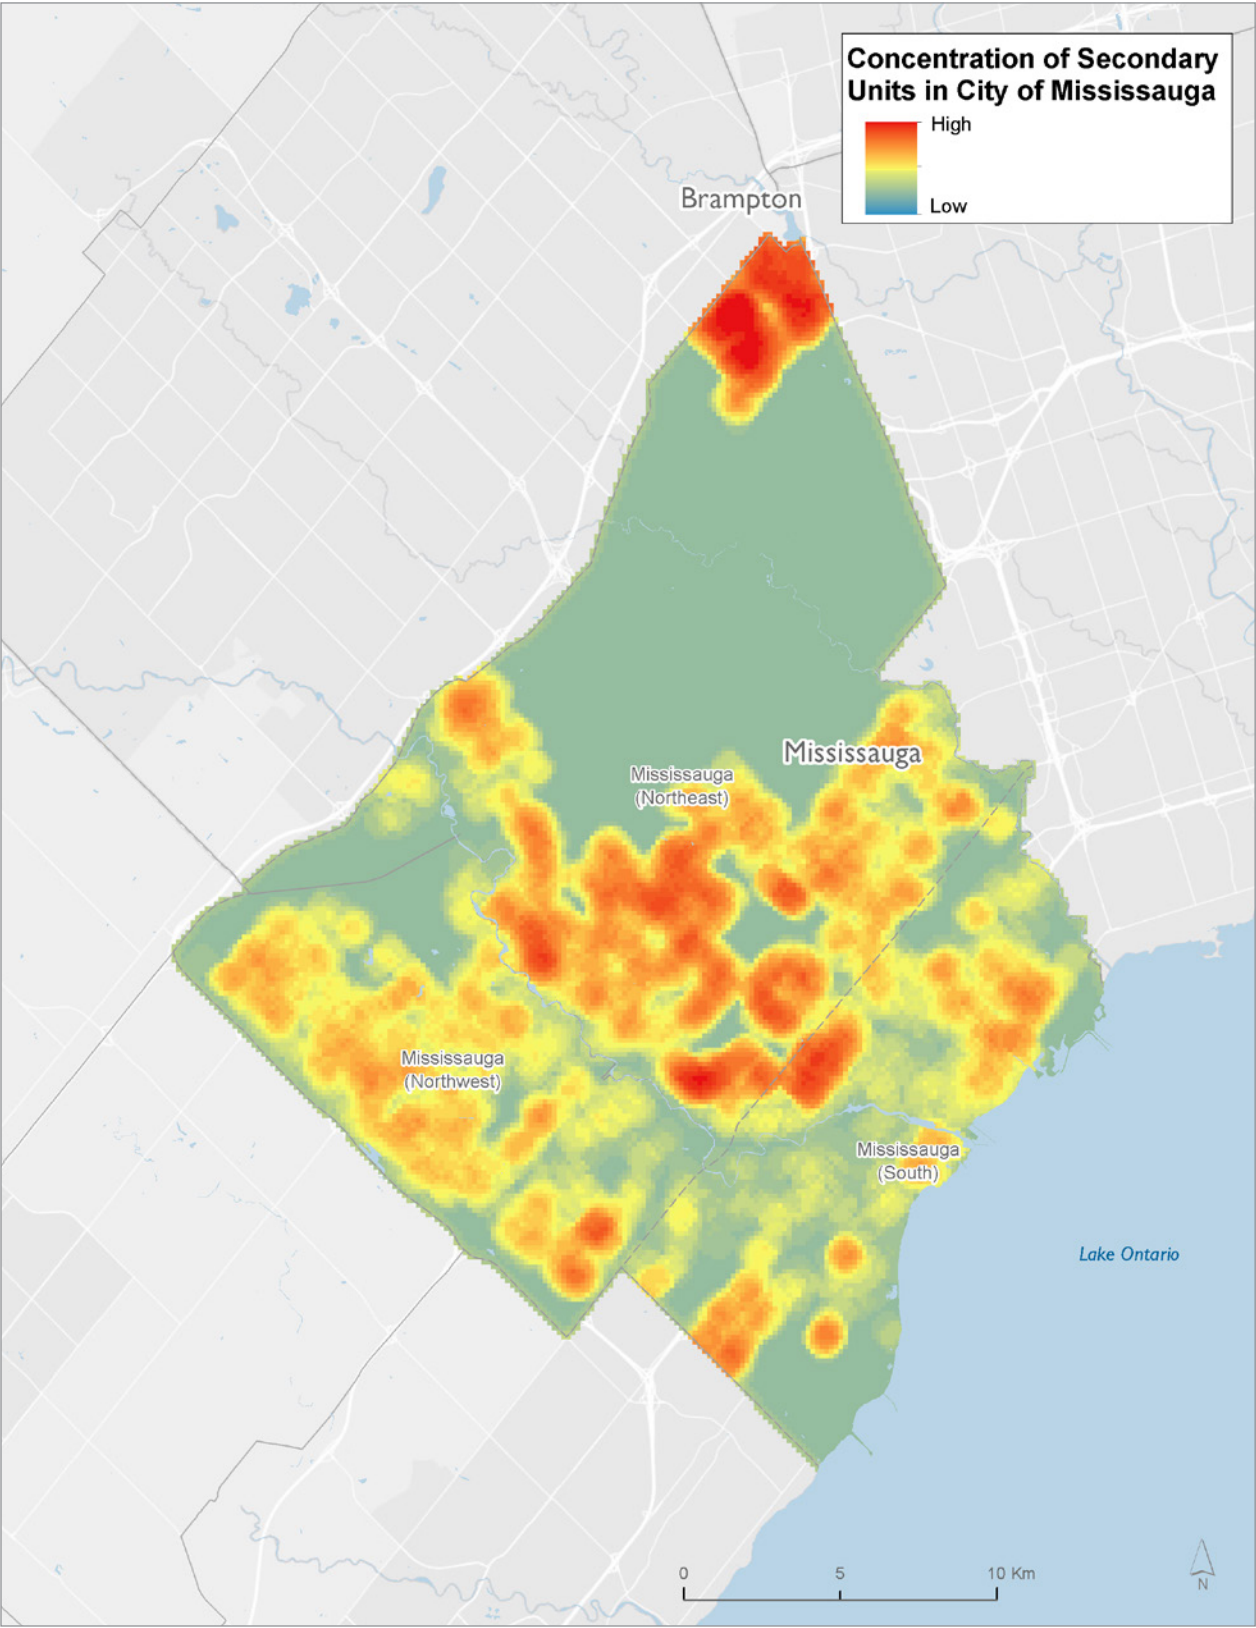 Concentration of Secondary
Units in City of Mississauga
High
Low
Brampton
Mississauga
Mississauga
(Northeast)
Mississauga
(Northwest)
Mississauga
(South)
Lake Ontario
0 5 10 Km
N